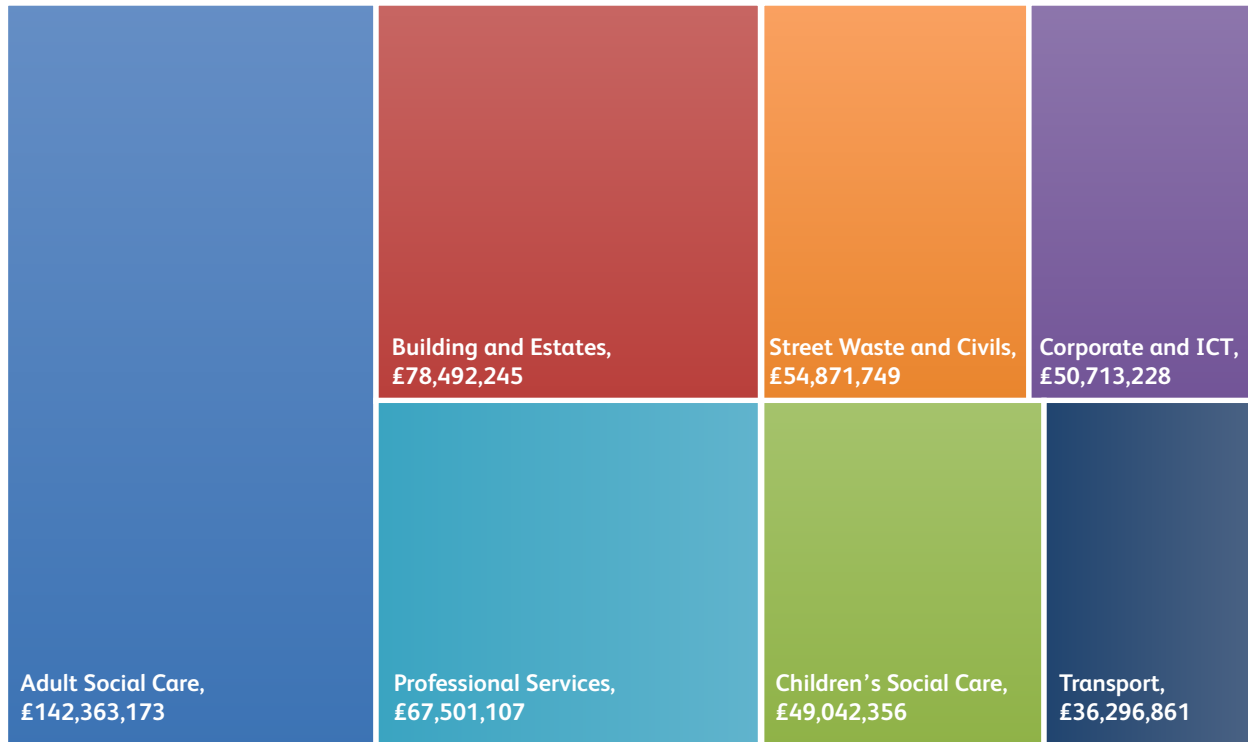 Building and Estates,
£78,492,245
Street Waste and Civils,
£54,871,749
Corporate and ICT,
£50,713,228
Adult Social Care,
£142,363,173
Professional Services,
£67,501,107
Children’s Social Care,
£49,042,356
Transport,
£36,296,861